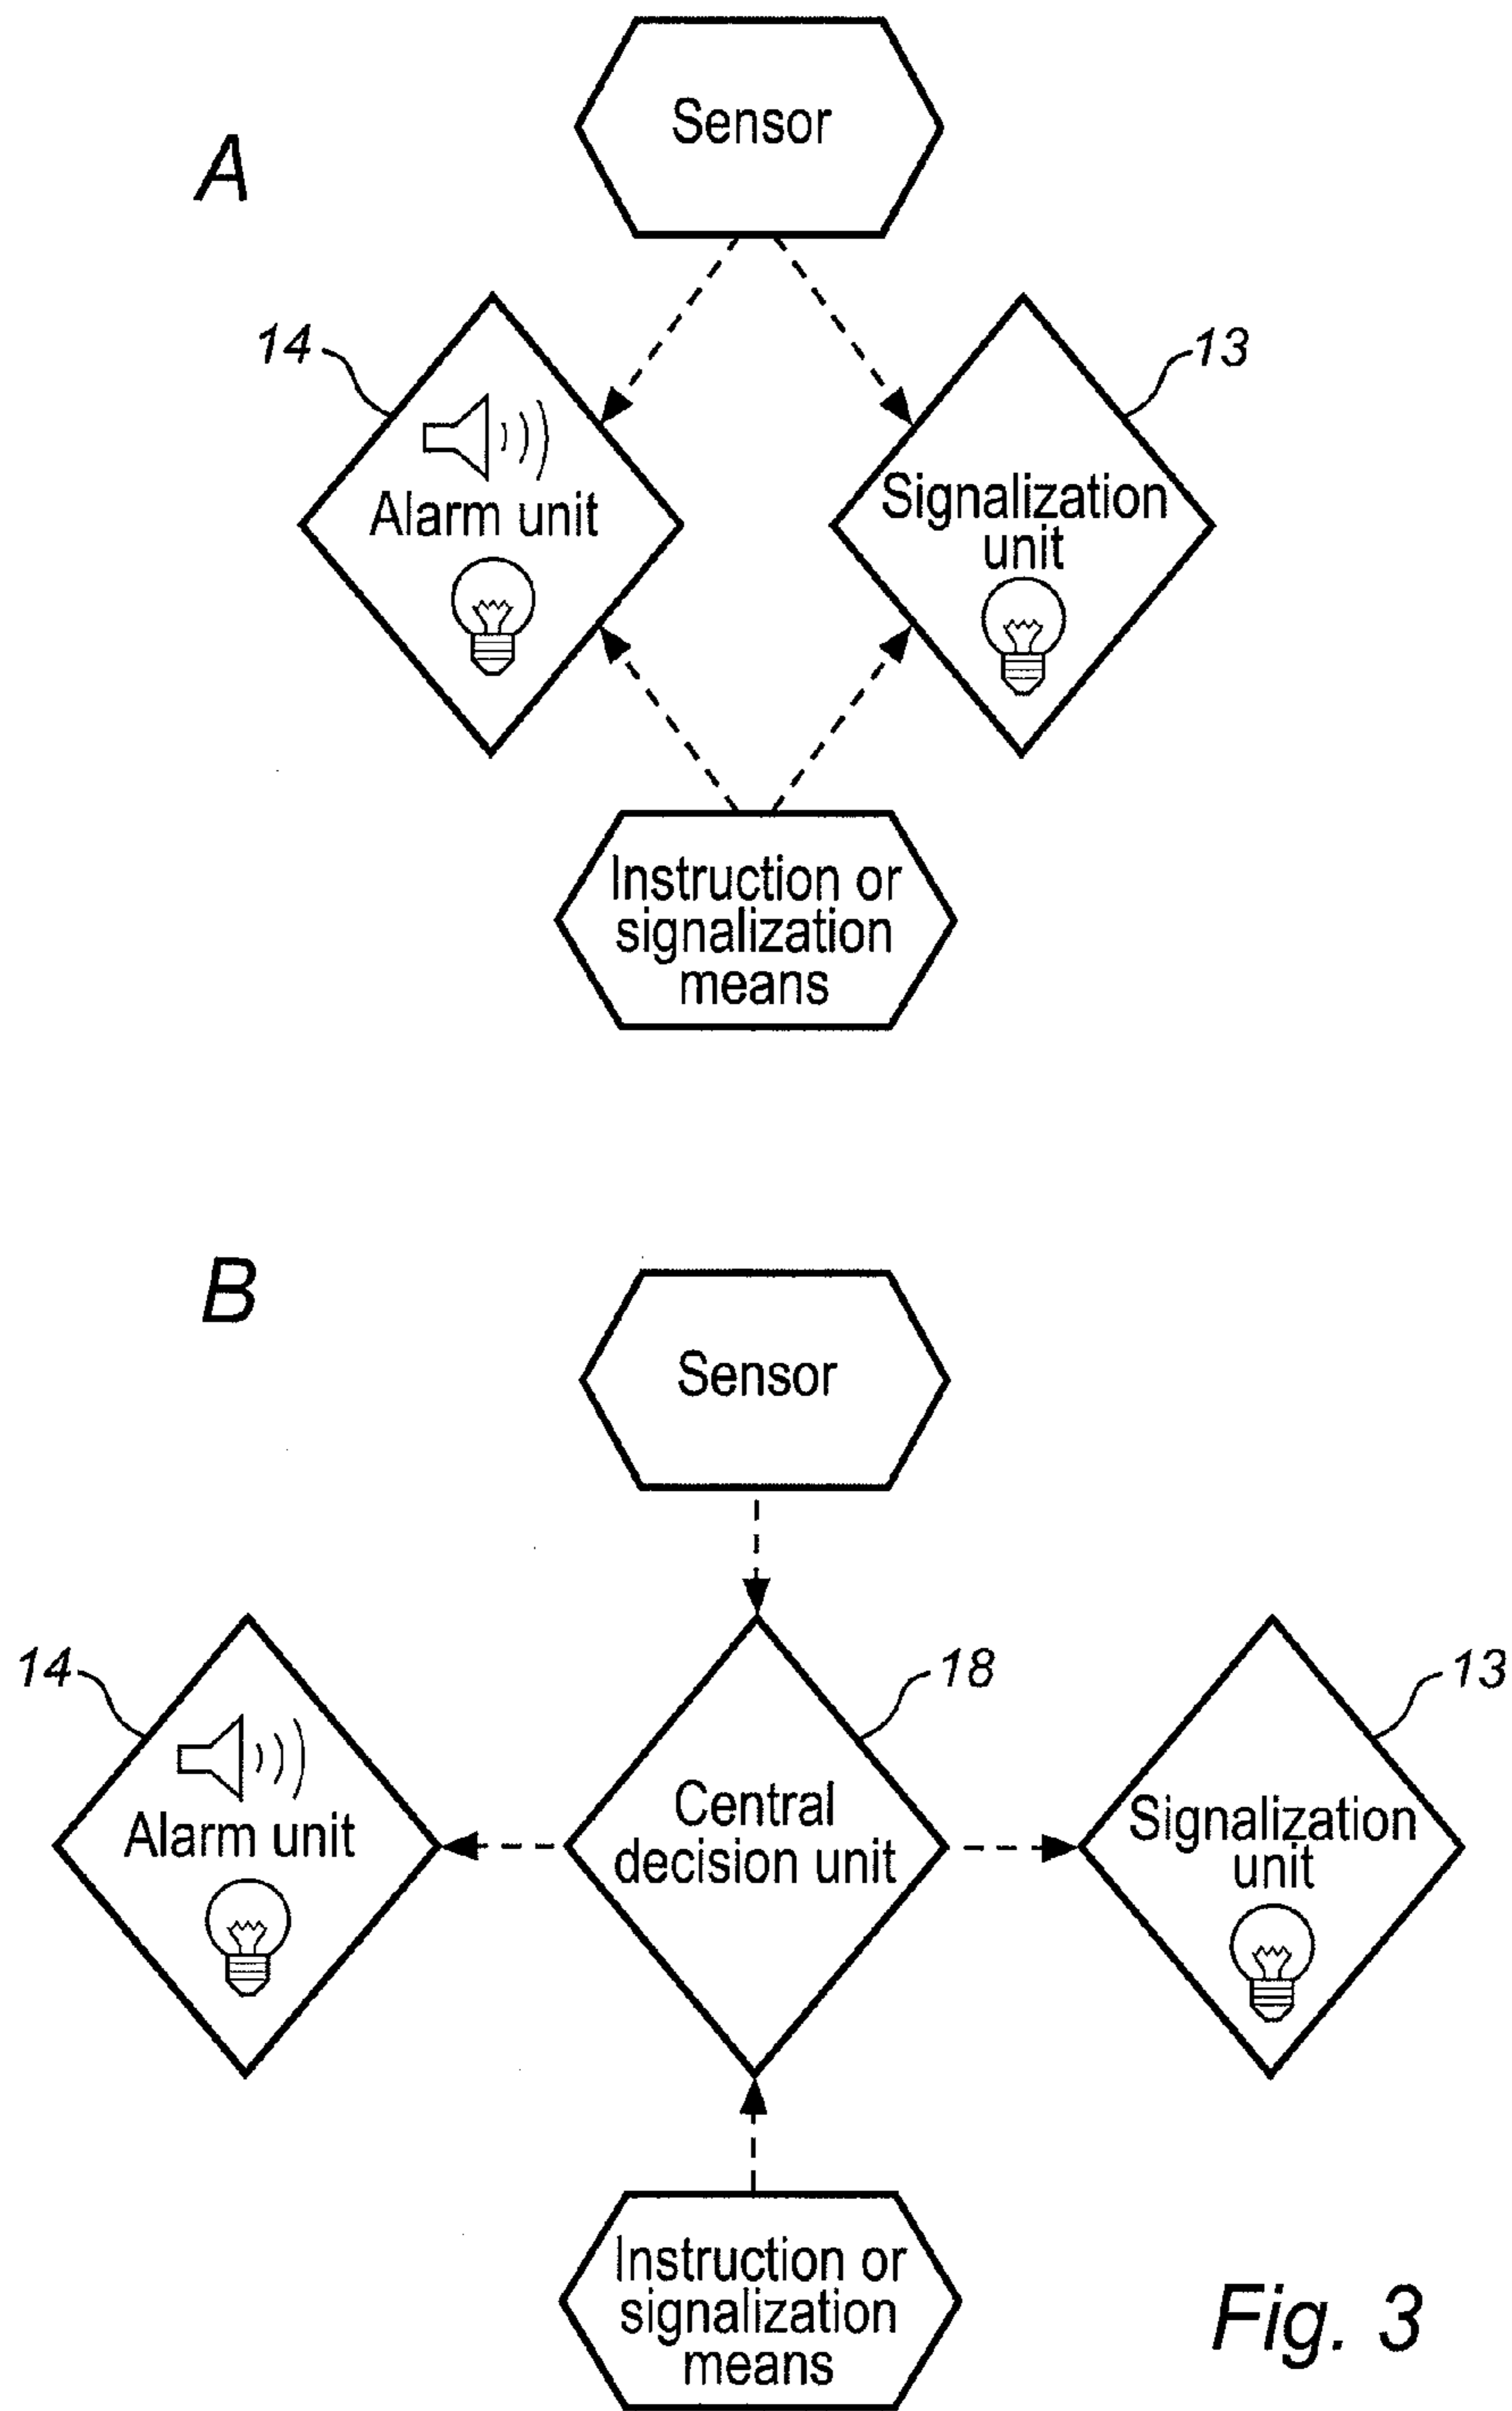 A
Sensor
14
13
Alarm unit
Signalization
unit
Instruction or
signalization
means
B
Sensor
14
18
13
Alarm unit
Central
decision unit
Signalization
unit
Instruction or
signalization
means
Fig. 3